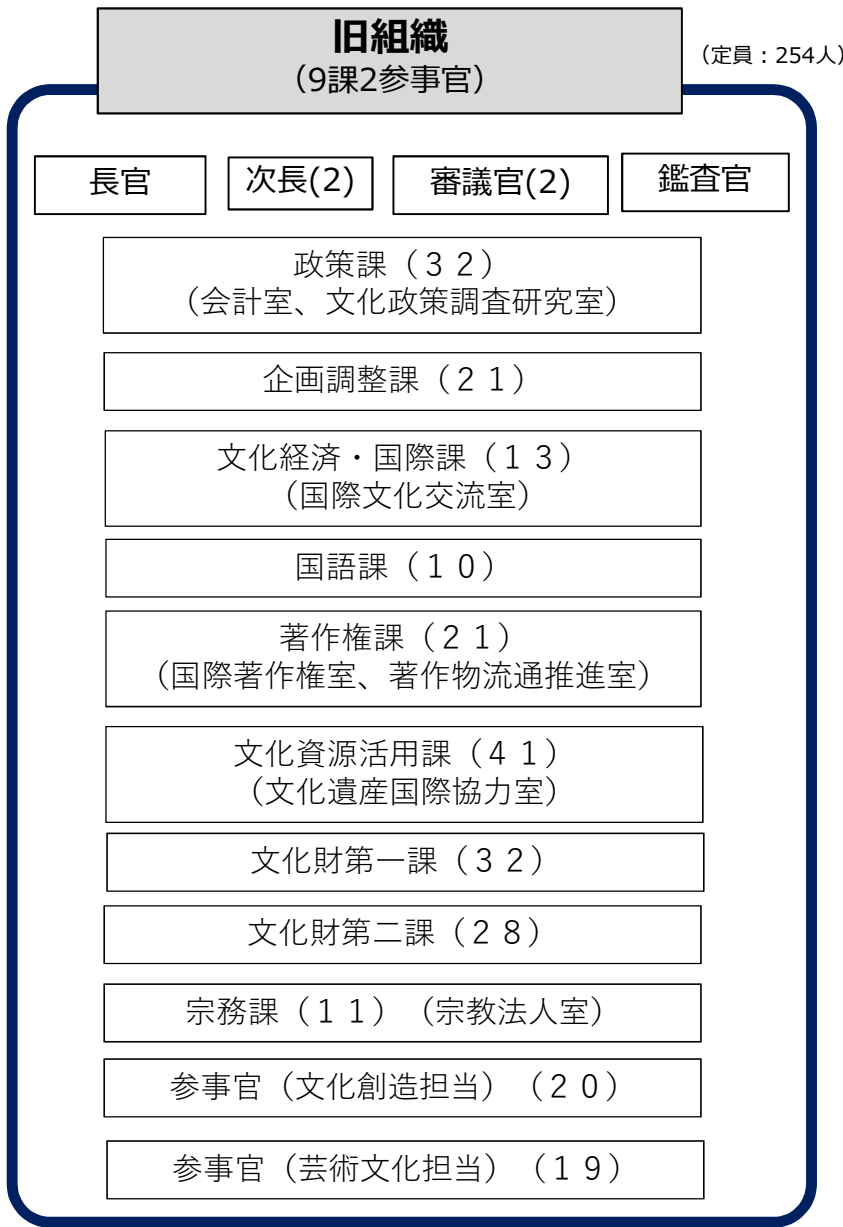 旧組織
（9課2参事官）
（定員：254人）
長官
次長(2)
審議官(2)
鑑査官
政策課（３２）
（会計室、文化政策調査研究室）
企画調整課（２１）
文化経済・国際課（１３）
（国際文化交流室）
国語課（１０）
著作権課（２１）
（国際著作権室、著作物流通推進室）
文化資源活用課（４１）
（文化遺産国際協力室）
文化財第一課（３２）
文化財第二課（２８）
宗務課（１１）（宗教法人室）
参事官（文化創造担当）（２０）
参事官（芸術文化担当）（１９）